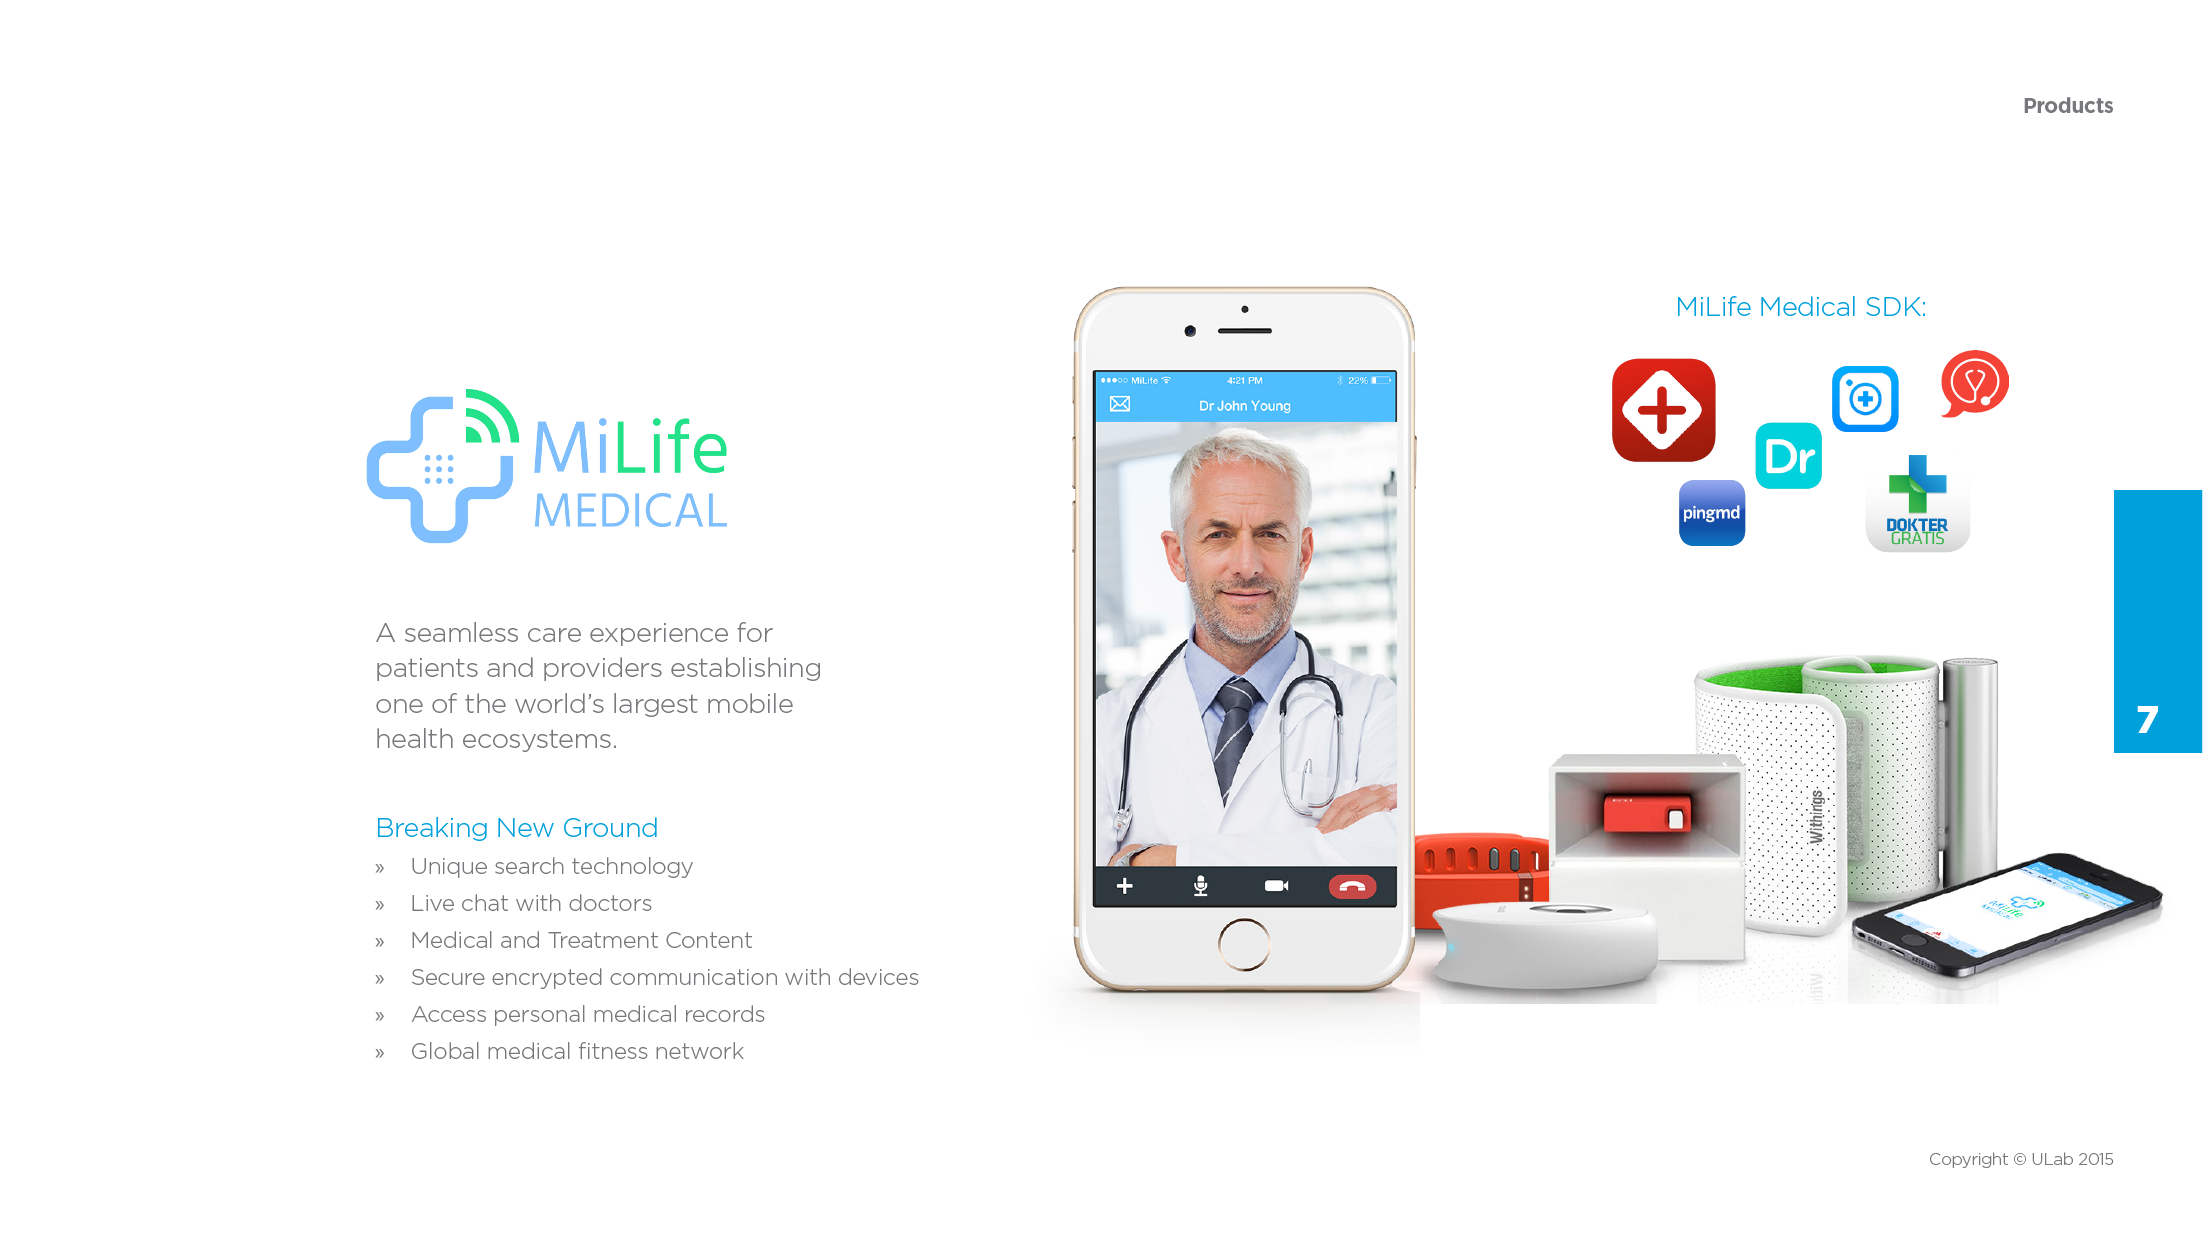 Products
MiLife
MEDICAL
A seamless care experience for
patients and providers establishing
one of the world’s largest mobile
health ecosystems.
Breaking New Ground
» Unique search technology
» Live chat with doctors
» Medical and Treatment Content
» Secure encrypted communication with devices
» Access personal medical records
» Global medical fitness network
MiLife 4:21 PM 22%
Dr John Young
MiLife Medical SDK:
Dr
pingmd
DOKTER
GRATIS
Withings
MiLife
MEDICAL
7
Copyright © ULab 2015